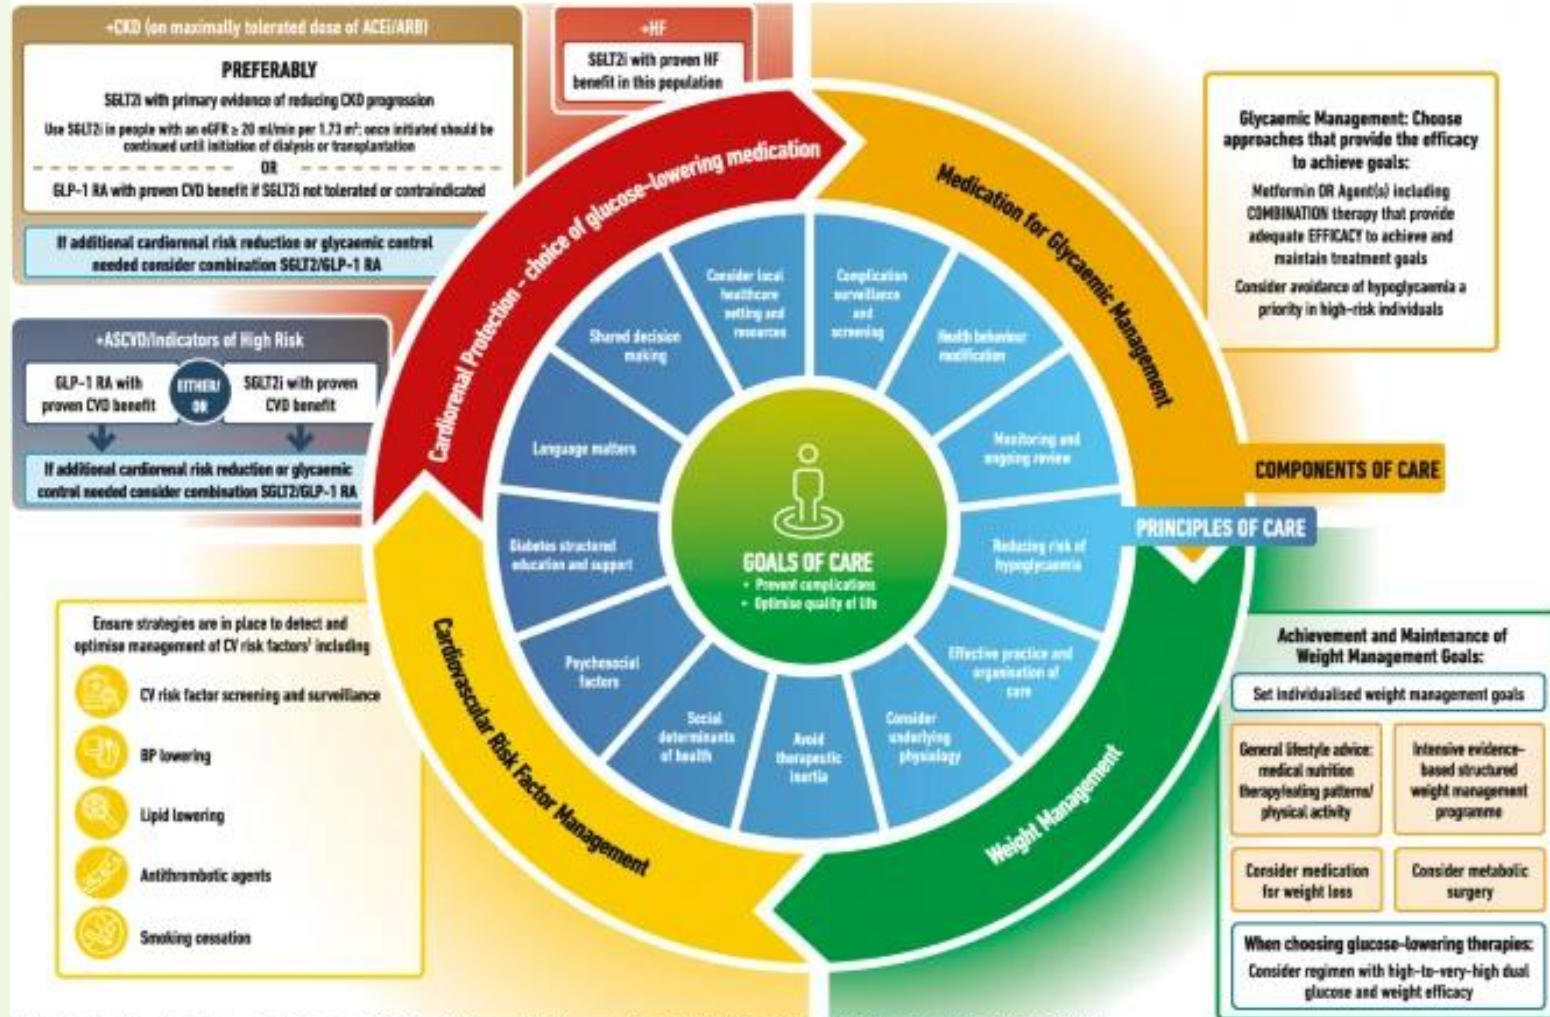 +CKD (on maximally tolerated dose of ACEi/ARB)
PREFERABLY
SGLT2i with primary evidence of reducing CKD progression
Use SGLT2i in people with an eGFR ≥ 20 ml/min per 1.73 m²; once initiated should be
continued until initiation of dialysis or transplantation
OR
GLP-1 RA with proven CVD benefit if SGLT2i not tolerated or contraindicated
If additional cardiorenal risk reduction or glycaemic control
needed consider combination SGLT2/GLP-1 RA
+HF
SGLT2i with proven HF
benefit in this population
+ASCVD/Indicators of High Risk
GLP-1 RA with
proven CVD benefit
EITHER/
OR
SGLT2i with proven
CVD benefit
If additional cardiorenal risk reduction or glycaemic
control needed consider combination SGLT2/GLP-1 RA
Glycaemic Management: Choose
approaches that provide the efficacy
to achieve goals:
Metformin OR Agent(s) including
COMBINATION therapy that provide
adequate EFFICACY to achieve and
maintain treatment goals
Consider avoidance of hypoglycaemia a
priority in high-risk individuals
Cardiorenal Protection - choice of glucose-lowering medication
Medication for Glycaemic Management
Weight Management
Cardiovascular Risk Factor Management
COMPONENTS OF CARE
PRINCIPLES OF CARE
Consider local
healthcare
setting and
resources
Complication
surveillance
and
screening
Health behaviour
modification
Monitoring and
ongoing review
Reducing risk of
hypoglycaemia
Effective practice and
organisation of
care
Consider
underlying
physiology
Avoid
therapeutic
inertia
Social
determinants
of health
Psychosocial
factors
Diabetes structured
education and support
Language matters
Shared decision
making
GOALS OF CARE
• Prevent complications
• Optimise quality of life
Ensure strategies are in place to detect and
optimise management of CV risk factors¹ including
CV risk factor screening and surveillance
BP lowering
Lipid lowering
Antithrombotic agents
Smoking cessation
Achievement and Maintenance of
Weight Management Goals:
Set individualised weight management goals
General lifestyle advice:
medical nutrition
therapy/eating patterns/
physical activity
Intensive evidence-
based structured
weight management
programme
Consider medication
for weight loss
Consider metabolic
surgery
When choosing glucose-lowering therapies:
Consider regimen with high-to-very-high dual
glucose and weight efficacy